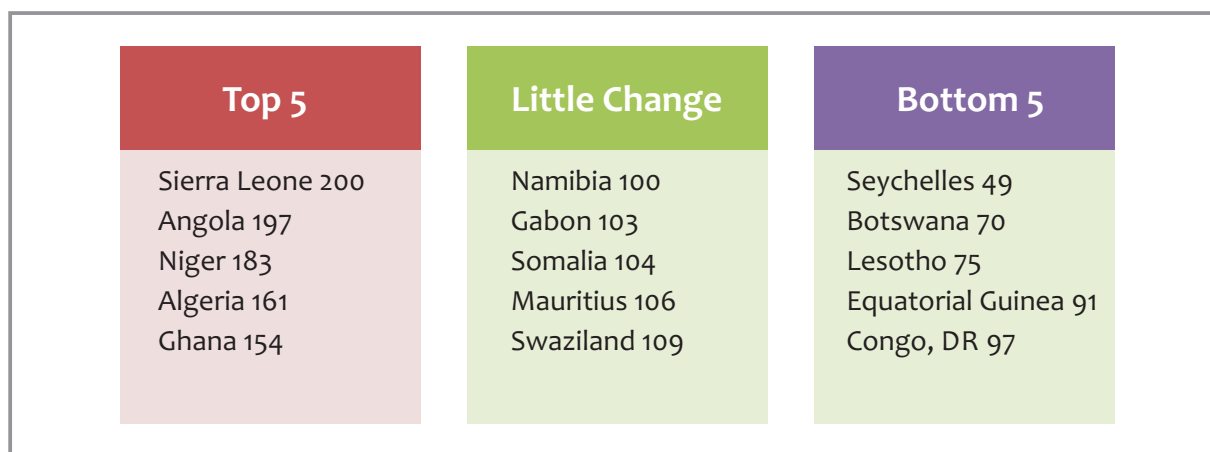 Top 5
Sierra Leone 200
Angola 197
Niger 183
Algeria 161
Ghana 154
Little Change
Namibia 100
Gabon 103
Somalia 104
Mauritius 106
Swaziland 109
Bottom 5
Seychelles 49
Botswana 70
Lesotho 75
Equatorial Guinea 91
Congo, DR 97